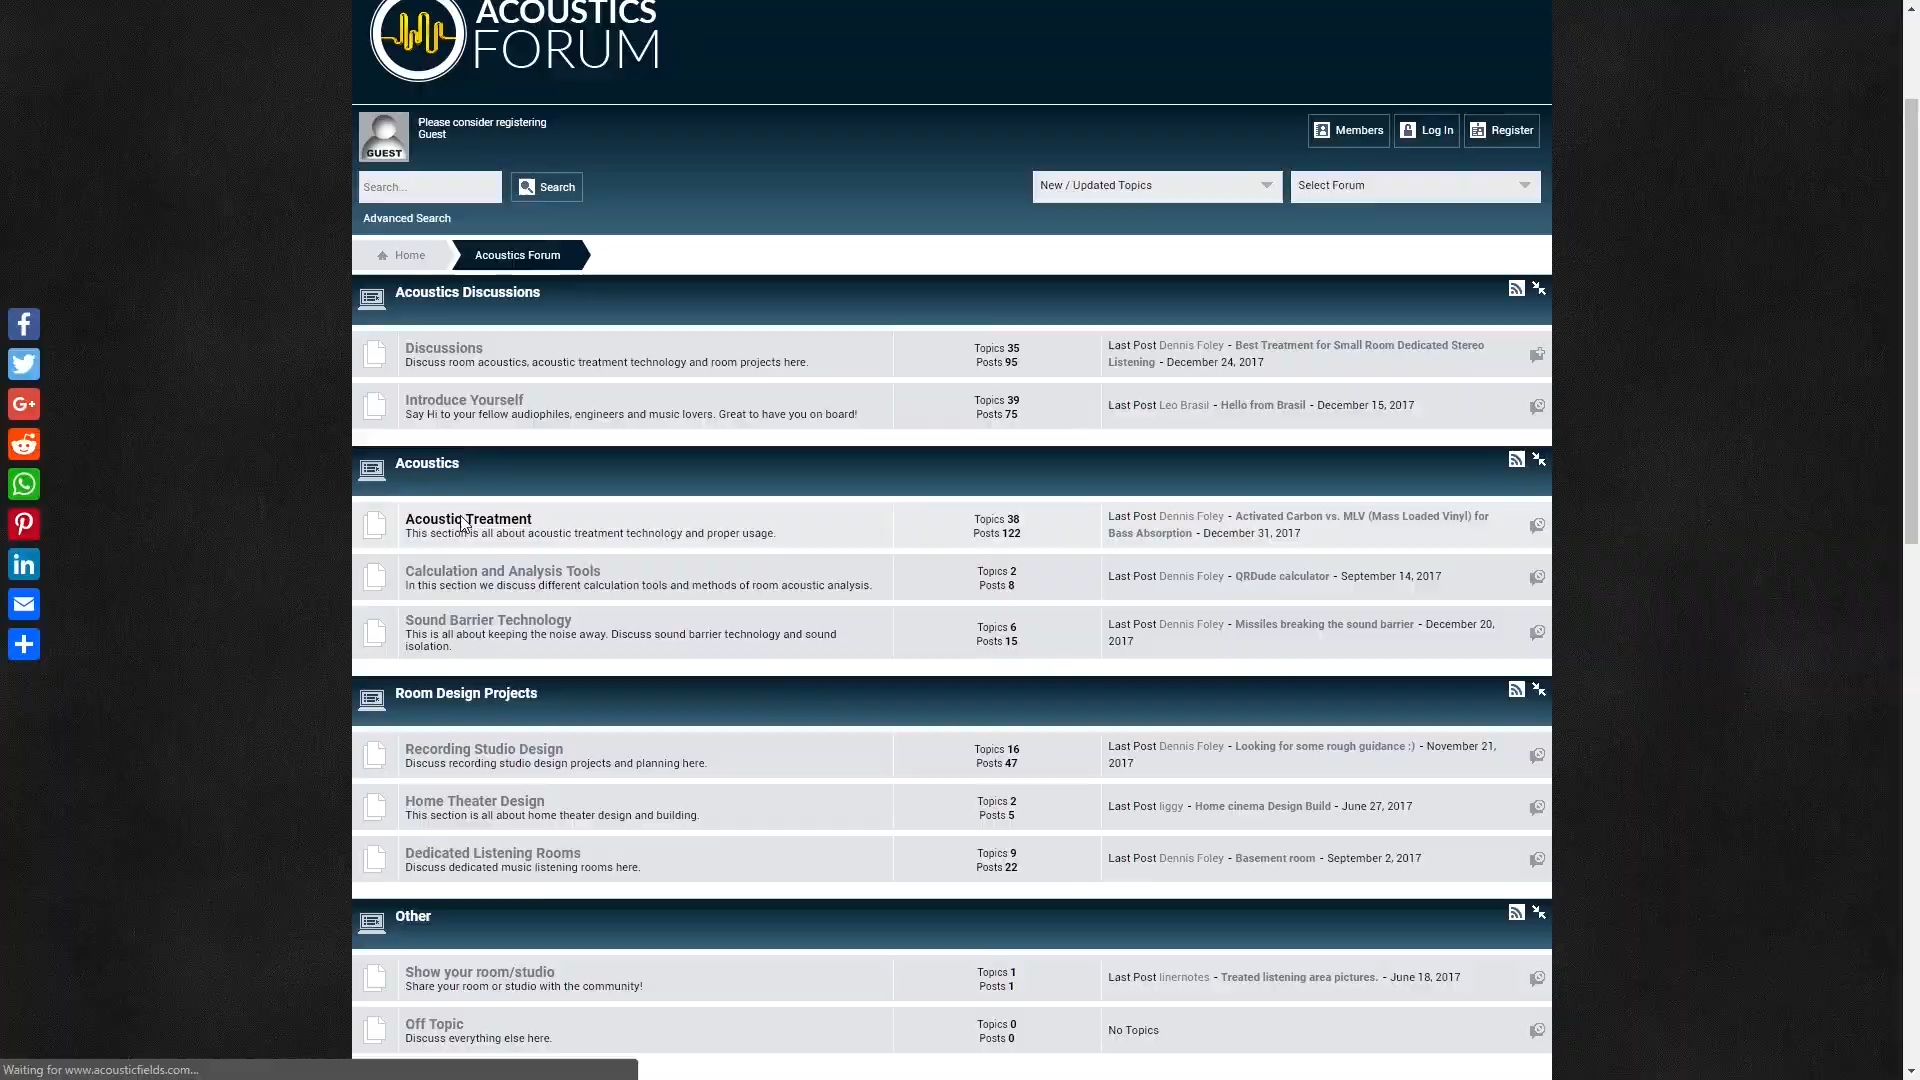 ACOUSTICS
FORUM
GUEST
Please consider registering
Guest
Members
Log In
Register
Search...
Search
New / Updated Topics
Select Forum
Advanced Search
Home
Acoustics Forum
Acoustics Discussions
Discussions
Discuss room acoustics, acoustic treatment technology and room projects here.
Topics 35
Posts 95
Last Post Dennis Foley - Best Treatment for Small Room Dedicated Stereo
Listening - December 24, 2017
Introduce Yourself
Say Hi to your fellow audiophiles, engineers and music lovers. Great to have you on board!
Topics 39
Posts 75
Last Post Leo Brasil - Hello from Brasil - December 15, 2017
Acoustics
Acoustic Treatment
This section is all about acoustic treatment technology and proper usage.
Topics 38
Posts 122
Last Post Dennis Foley - Activated Carbon vs. MLV (Mass Loaded Vinyl) for
Bass Absorption - December 31, 2017
Calculation and Analysis Tools
In this section we discuss different calculation tools and methods of room acoustic analysis.
Topics 2
Posts 8
Last Post Dennis Foley - QRDude calculator - September 14, 2017
Sound Barrier Technology
This is all about keeping the noise away. Discuss sound barrier technology and sound
isolation.
Topics 6
Posts 15
Last Post Dennis Foley - Missiles breaking the sound barrier - December 20,
2017
Room Design Projects
Recording Studio Design
Discuss recording studio design projects and planning here.
Topics 16
Posts 47
Last Post Dennis Foley - Looking for some rough guidance :) - November 21,
2017
Home Theater Design
This section is all about home theater design and building.
Topics 2
Posts 5
Last Post liggy - Home cinema Design Build - June 27, 2017
Dedicated Listening Rooms
Discuss dedicated music listening rooms here.
Topics 9
Posts 22
Last Post Dennis Foley - Basement room - September 2, 2017
Other
Show your room/studio
Share your room or studio with the community!
Topics 1
Posts 1
Last Post linernotes - Treated listening area pictures. - June 18, 2017
Off Topic
Discuss everything else here.
Topics 0
Posts 0
No Topics
Waiting for www.acousticfields.com...